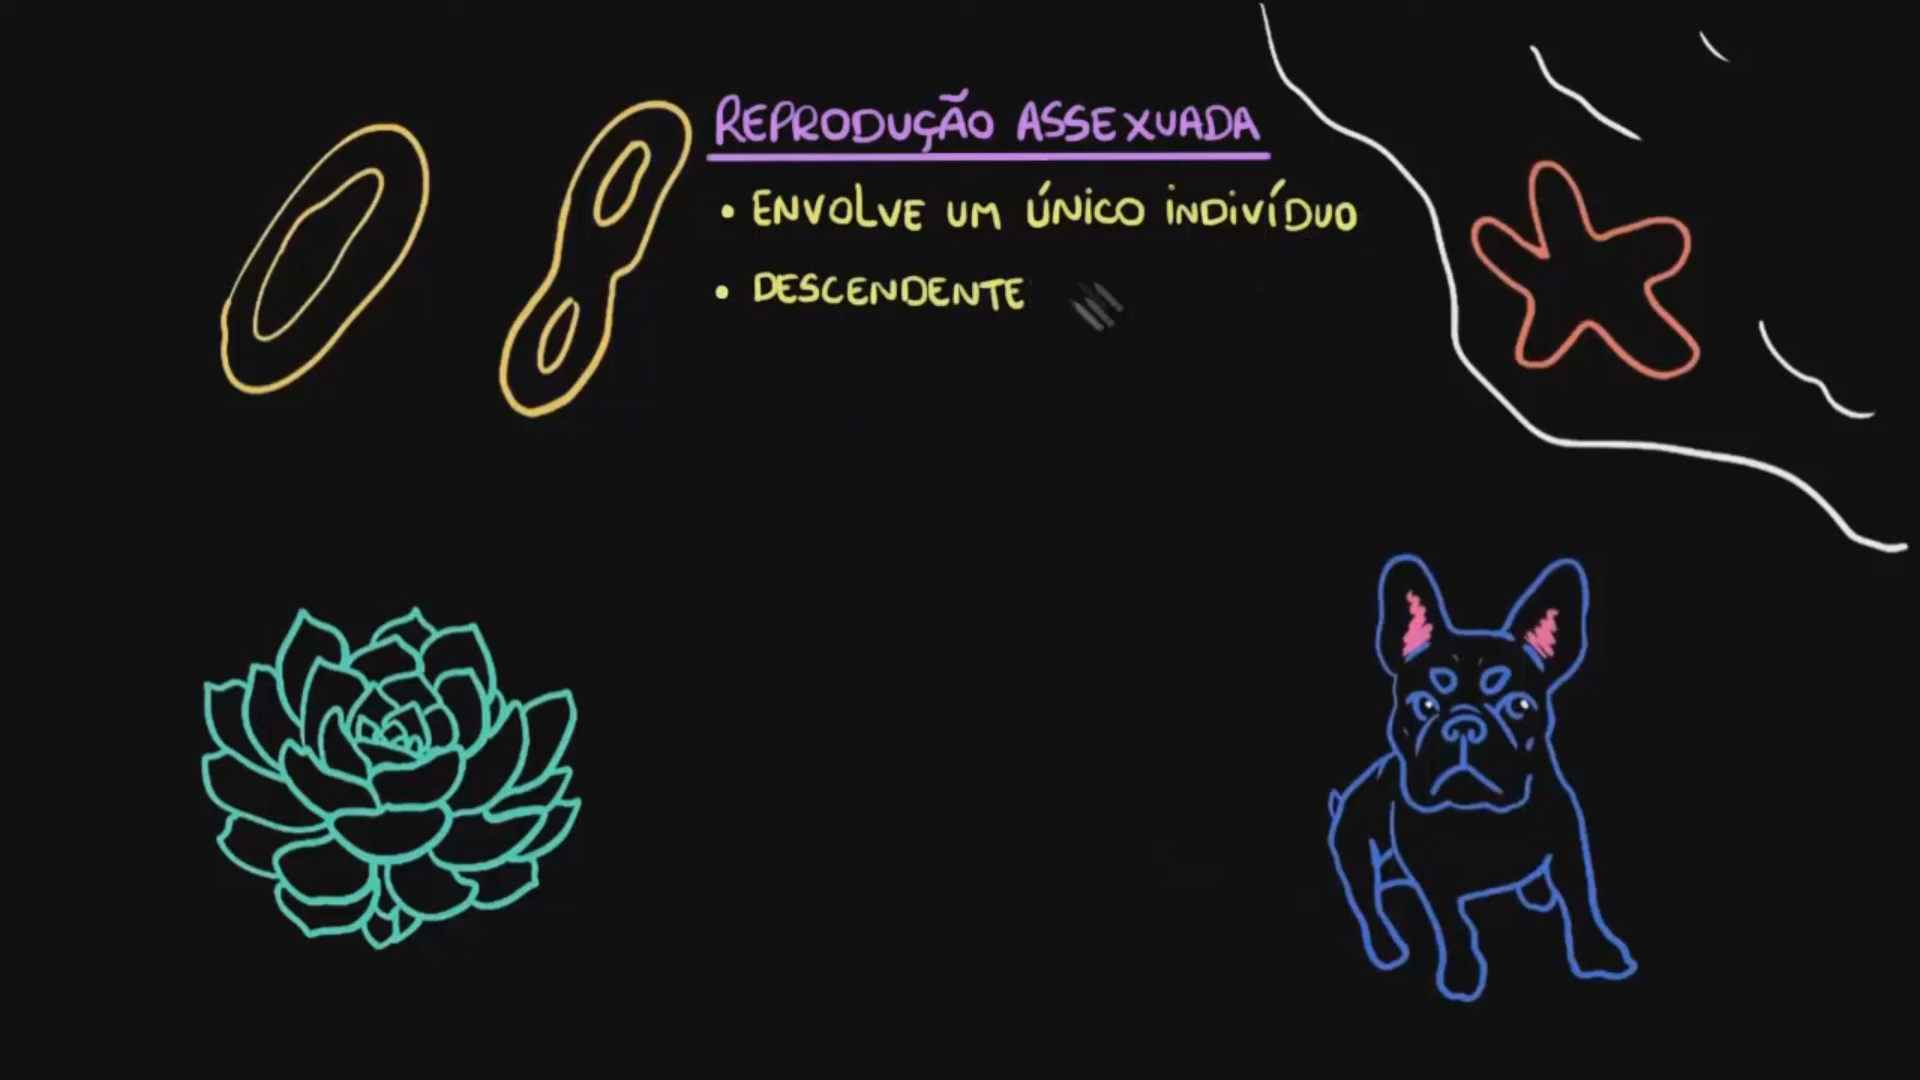 REPRODUÇÃO ASSEXUADA
• ENVOLVE UM ÚNICO INDIVÍDUO
• DESCENDENTE